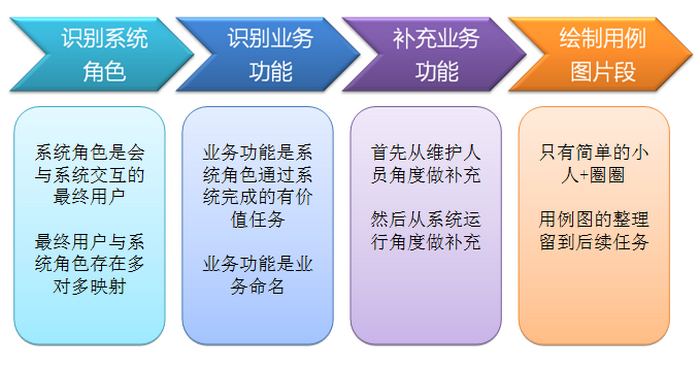 识别系统
角色
识别业务
功能
补充业务
功能
绘制用例
图片段
系统角色是会
与系统交互的
最终用户
最终用户与系
统角色存在多
对多映射
业务功能是系
统角色通过系
统完成的有价
值任务
业务功能是业
务命名
首先从维护人
员角度做补充
然后从系统运
行角度做补充
只有简单的小
人+圈圈
用例图的整理
留到后续任务